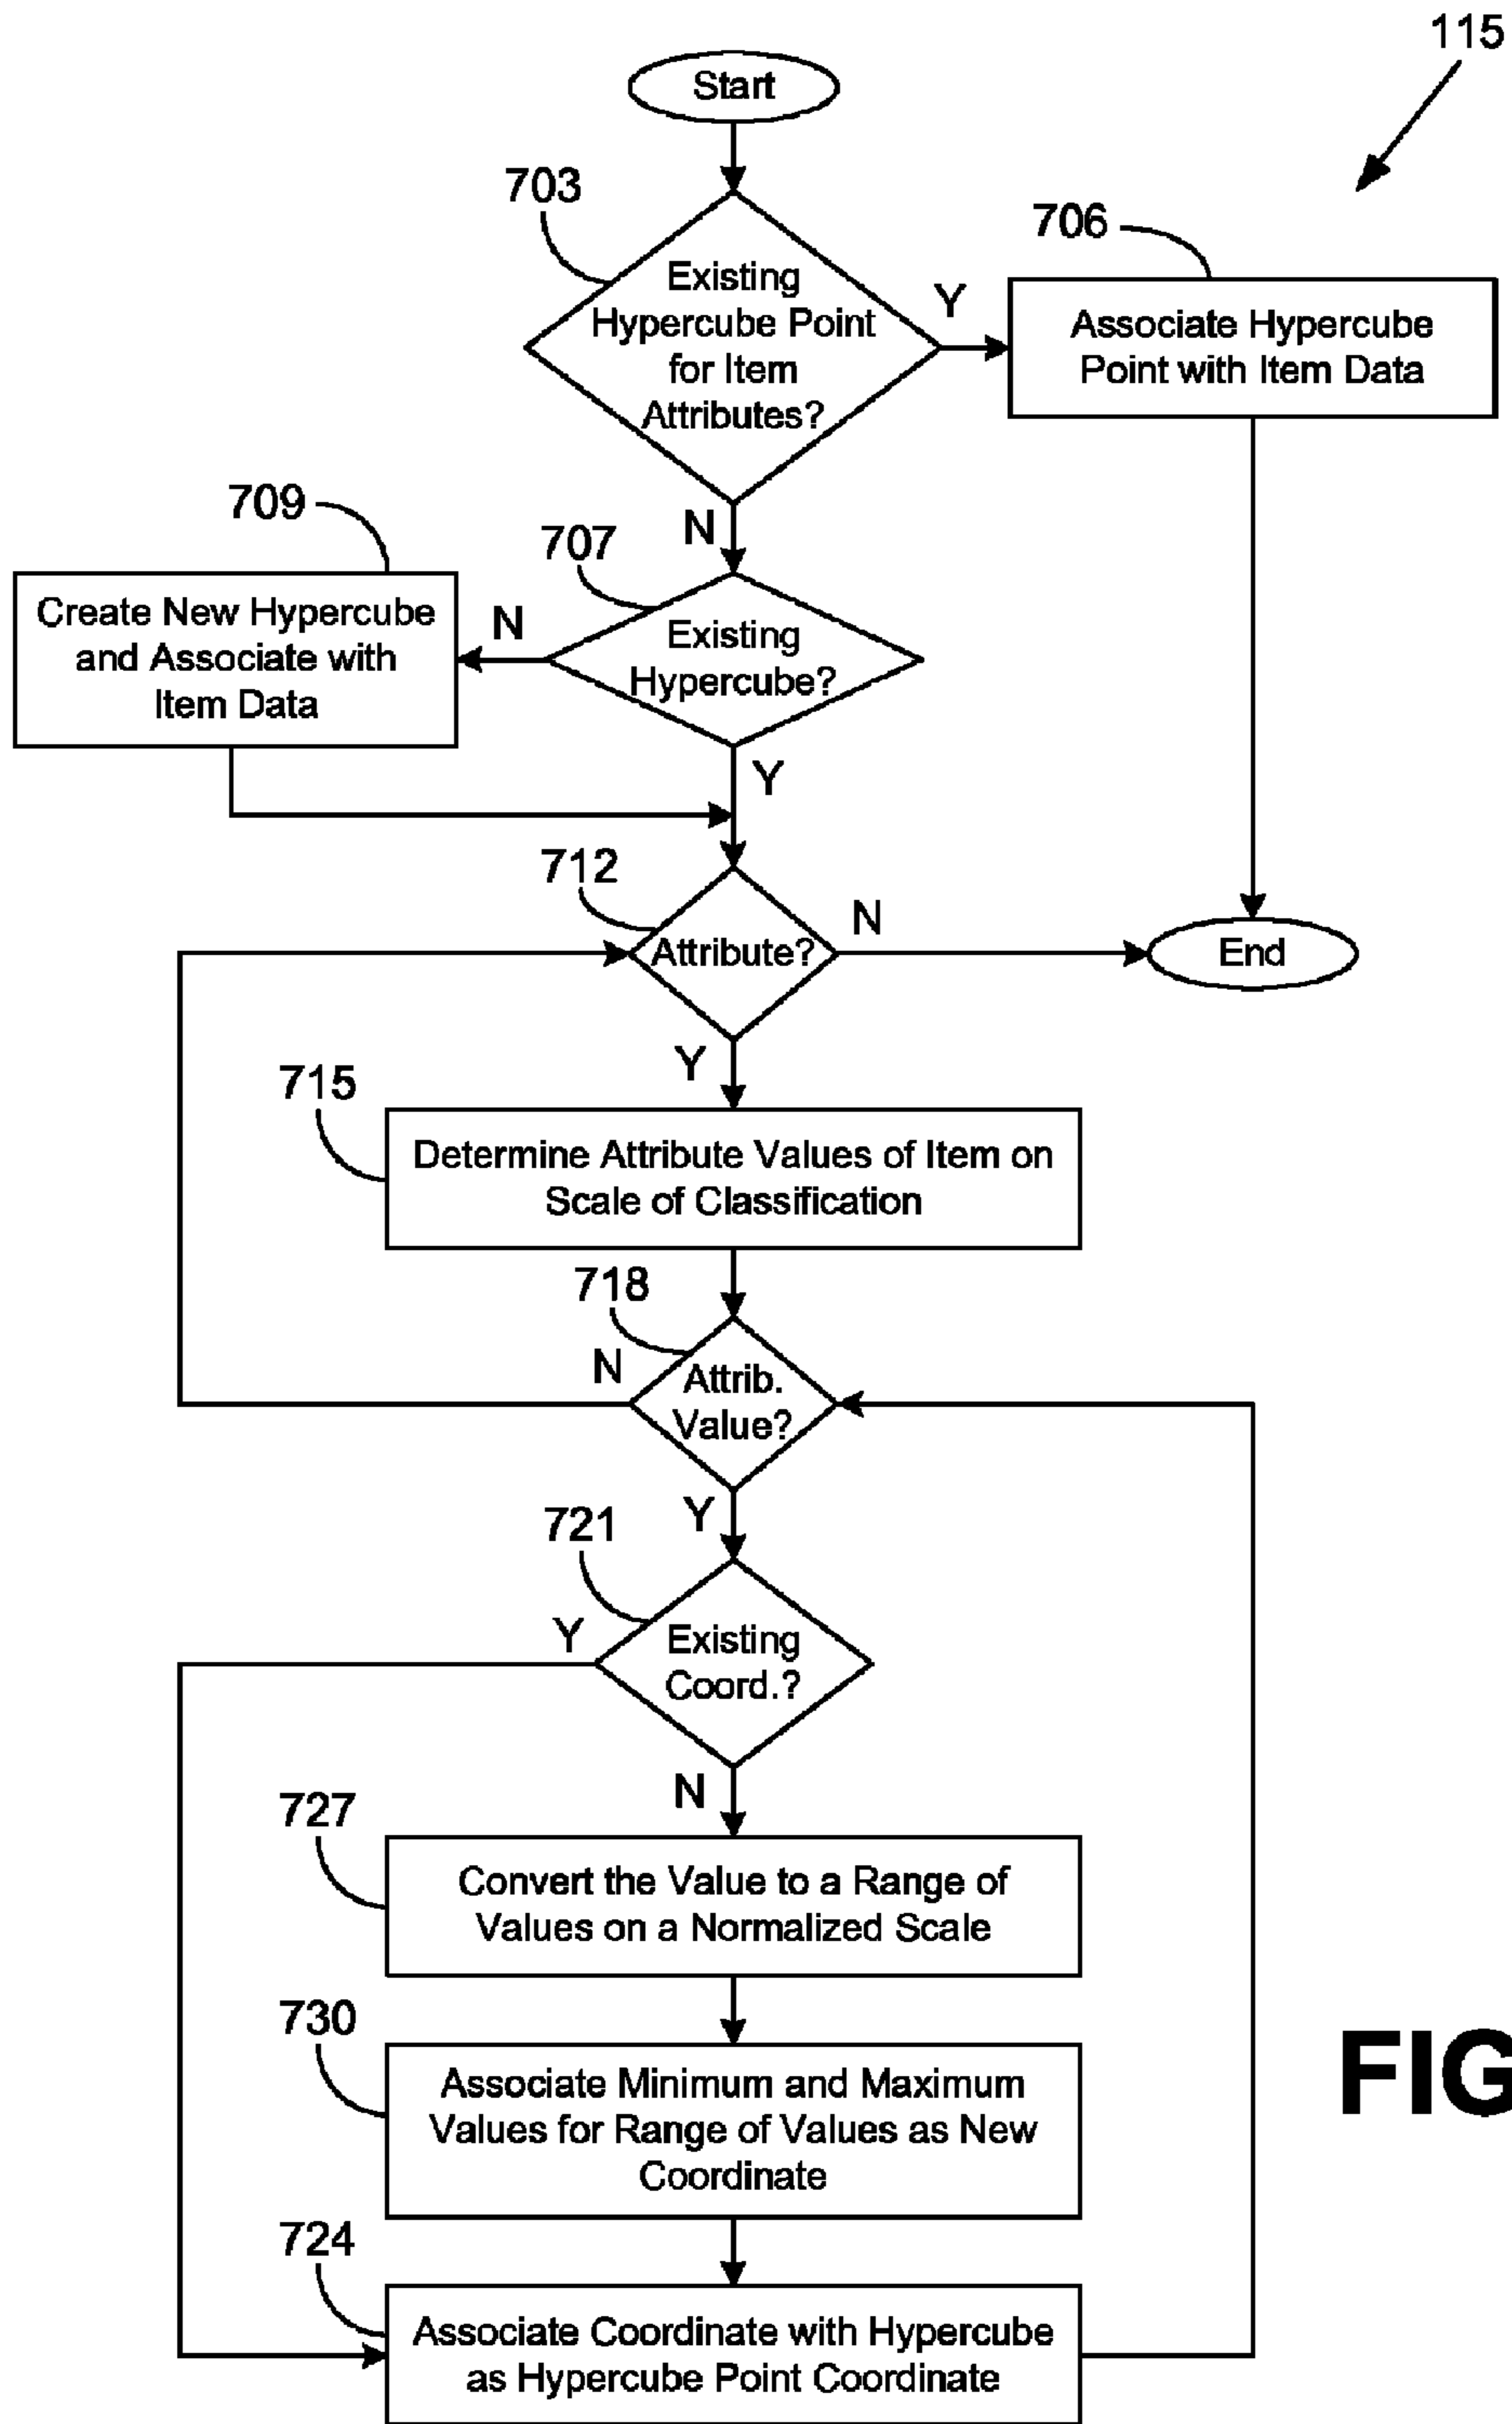 115
Start
703
Existing
Hypercube Point
for Item
Attributes?
Y
706
Associate Hypercube
Point with Item Data
N
709
Create New Hypercube
and Associate with
Item Data
N
707
Existing
Hypercube?
Y
712
Attribute?
N
End
Y
715
Determine Attribute Values of Item on
Scale of Classification
718
N
Attrib.
Value?
Y
721
Y
Existing
Coord.?
N
727
Convert the Value to a Range of
Values on a Normalized Scale
730
Associate Minimum and Maximum
Values for Range of Values as New
Coordinate
724
Associate Coordinate with Hypercube
as Hypercube Point Coordinate
FIG